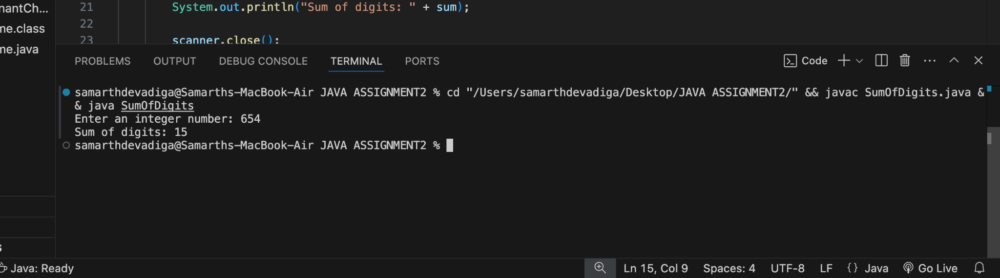 nantCh...
me.class
me.java
21 System.out.println("Sum of digits: " + sum);
22
23 scanner.close();
PROBLEMS OUTPUT DEBUG CONSOLE TERMINAL PORTS Code
samarthdevadiga@Samarths-MacBook-Air JAVA ASSIGNMENT2 % cd "/Users/samarthdevadiga/Desktop/JAVA ASSIGNMENT2/" && javac SumOfDigits.java &
& java SumOfDigits
Enter an integer number: 654
Sum of digits: 15
samarthdevadiga@Samarths-MacBook-Air JAVA ASSIGNMENT2 %
s
Java: Ready Ln 15, Col 9 Spaces: 4 UTF-8 LF {} Java Go Live